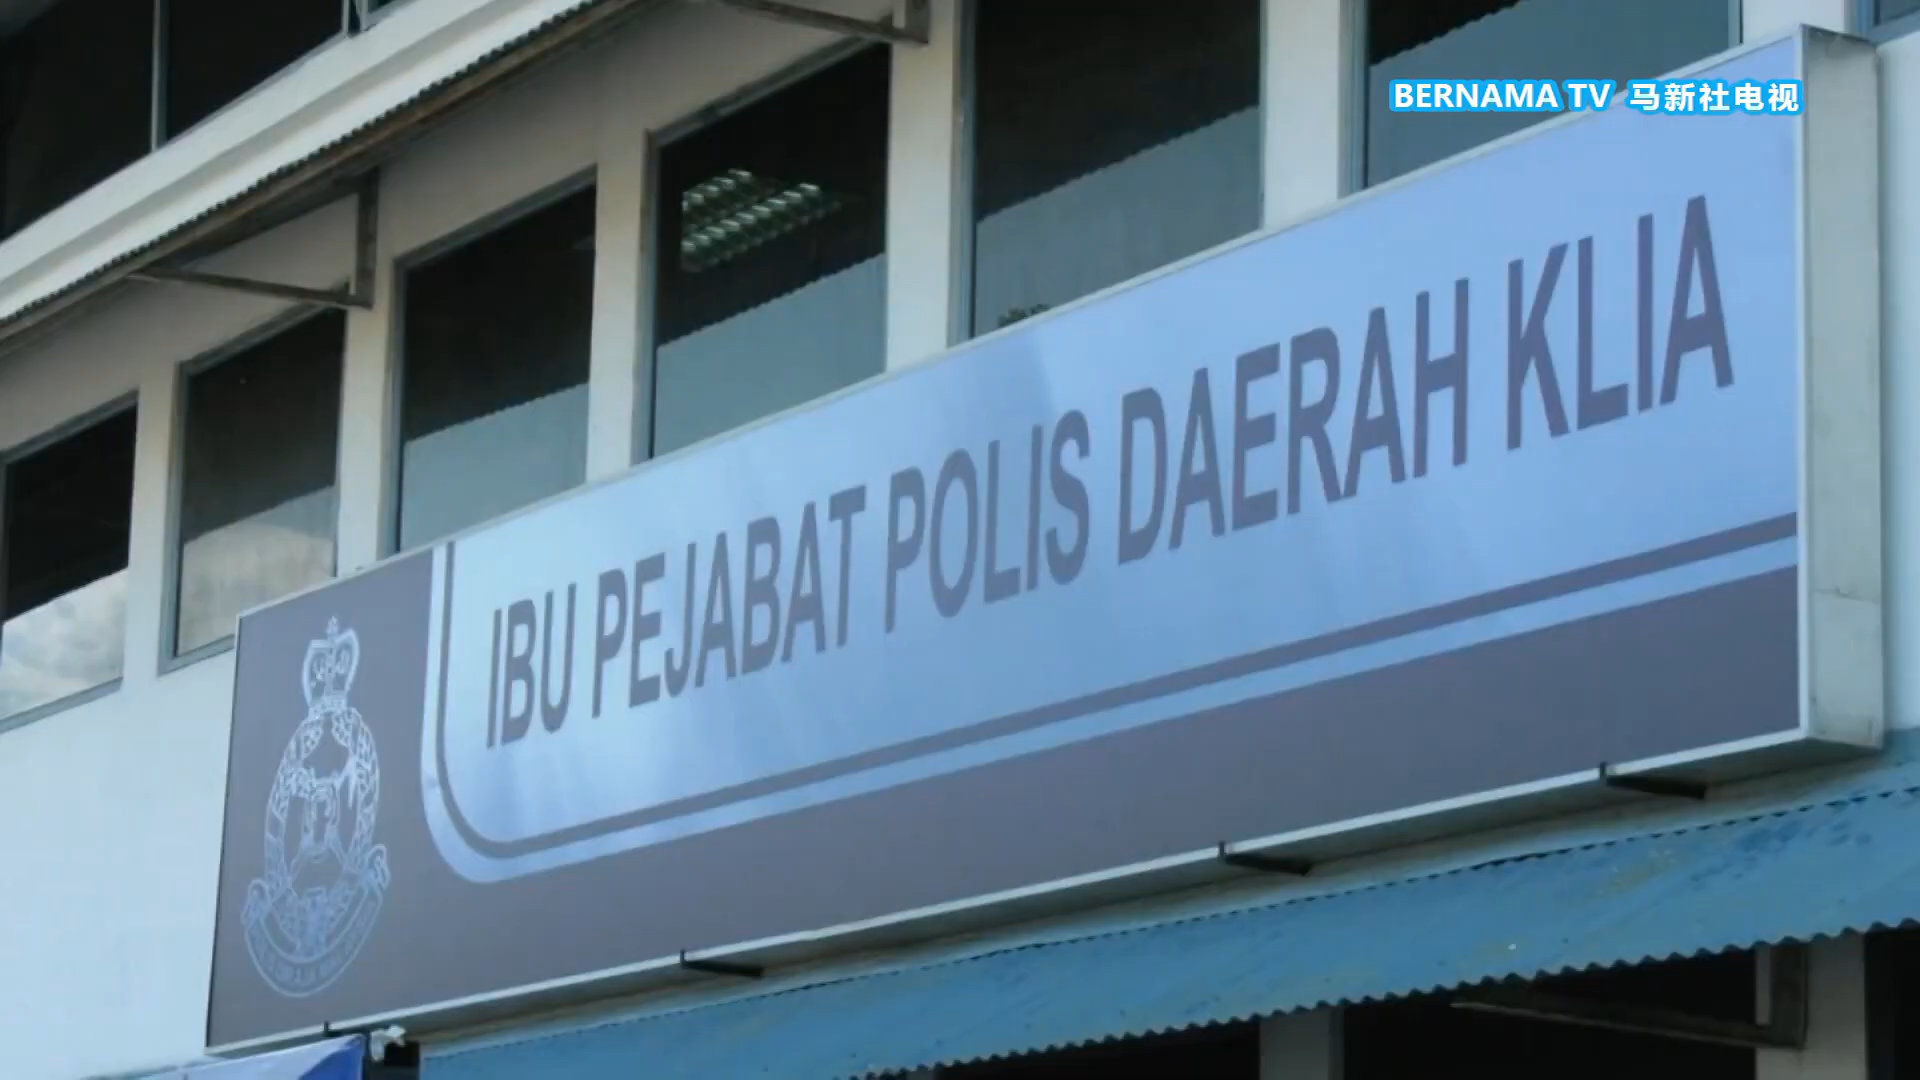 BERNAMA TV 马新社电视
IBU PEJABAT POLIS DAERAH KLIA